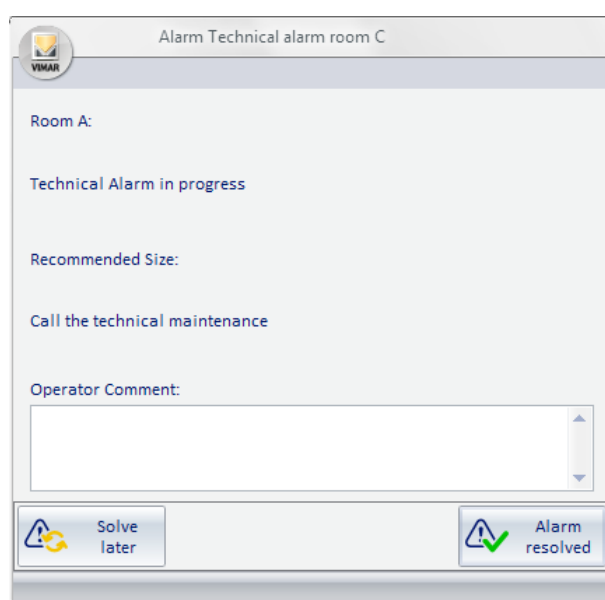 Alarm Technical alarm room C
VIMAR
Room A:
Technical Alarm in progress
Recommended Size:
Call the technical maintenance
Operator Comment:
Solve
later
Alarm
resolved